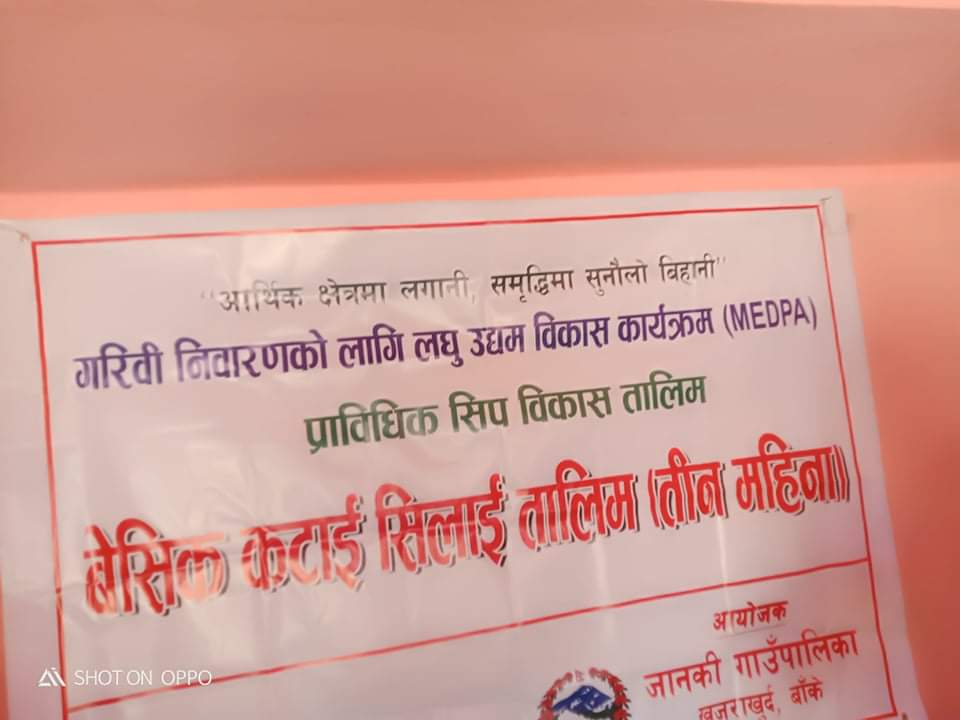 "आर्थिक क्षेत्रमा लगानी, समृद्धिमा सुनौलो बिहानी"
गरिवी निवारणको लागि लघु उद्यम विकास कार्यक्रम (MEDPA)
प्राविधिक सिप विकास तालिम
बेसिक कटाई सिलाई तालिम (तीन महिना)
आयोजक
जानकी गाउँपालिका
खजुराखुर्द, बाँके
SHOT ON OPPO